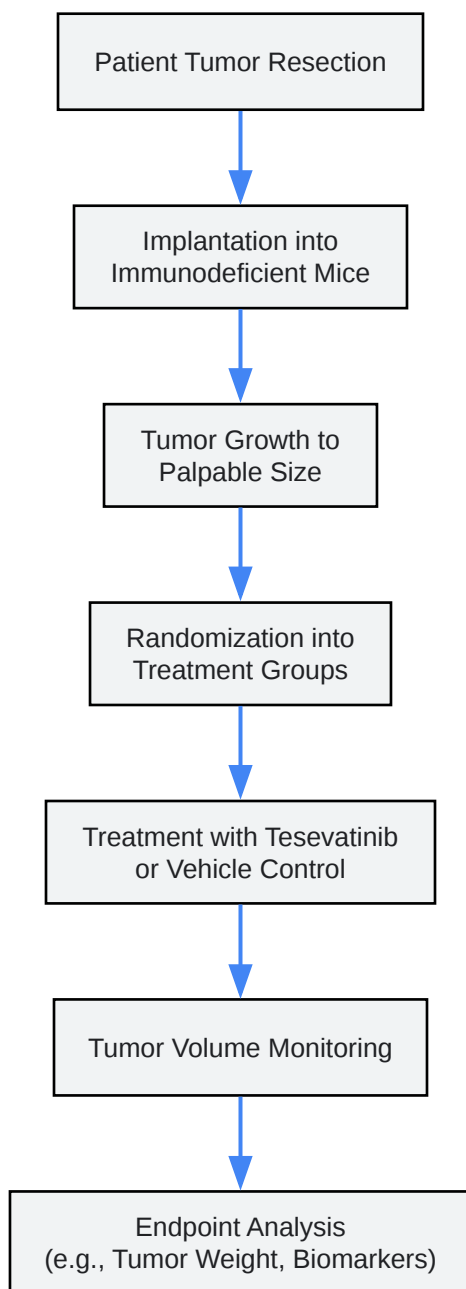 Patient Tumor Resection
Implantation into
Immunodeficient Mice
Tumor Growth to
Palpable Size
Randomization into
Treatment Groups
Treatment with Tesevatinib
or Vehicle Control
Tumor Volume Monitoring
Endpoint Analysis
(e.g., Tumor Weight, Biomarkers)